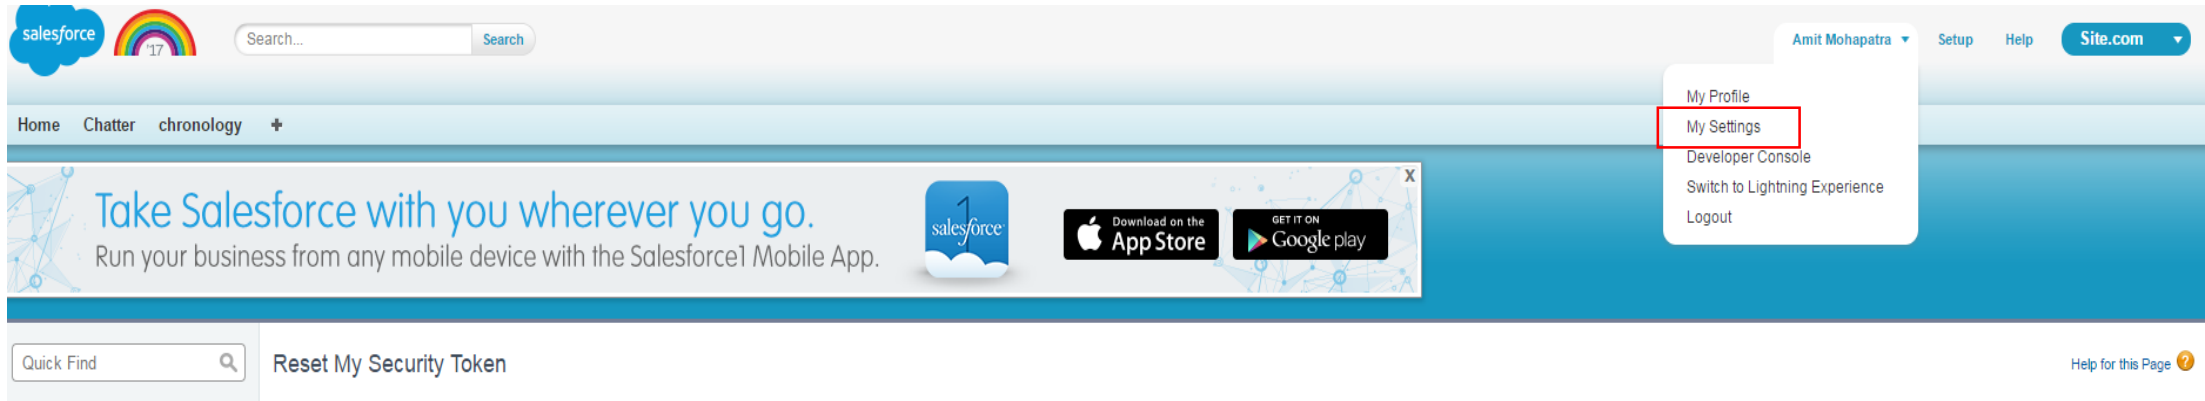 salesforce
'17
Search...
Search
Amit Mohapatra
Setup
Help
Site.com
My Profile
My Settings
Developer Console
Switch to Lightning Experience
Logout
Home
Chatter
chronology
+
Take Salesforce with you wherever you go.
Run your business from any mobile device with the Salesforce1 Mobile App.
1
salesforce
Download on the
App Store
GET IT ON
Google play
X
Quick Find
Reset My Security Token
Help for this Page ?